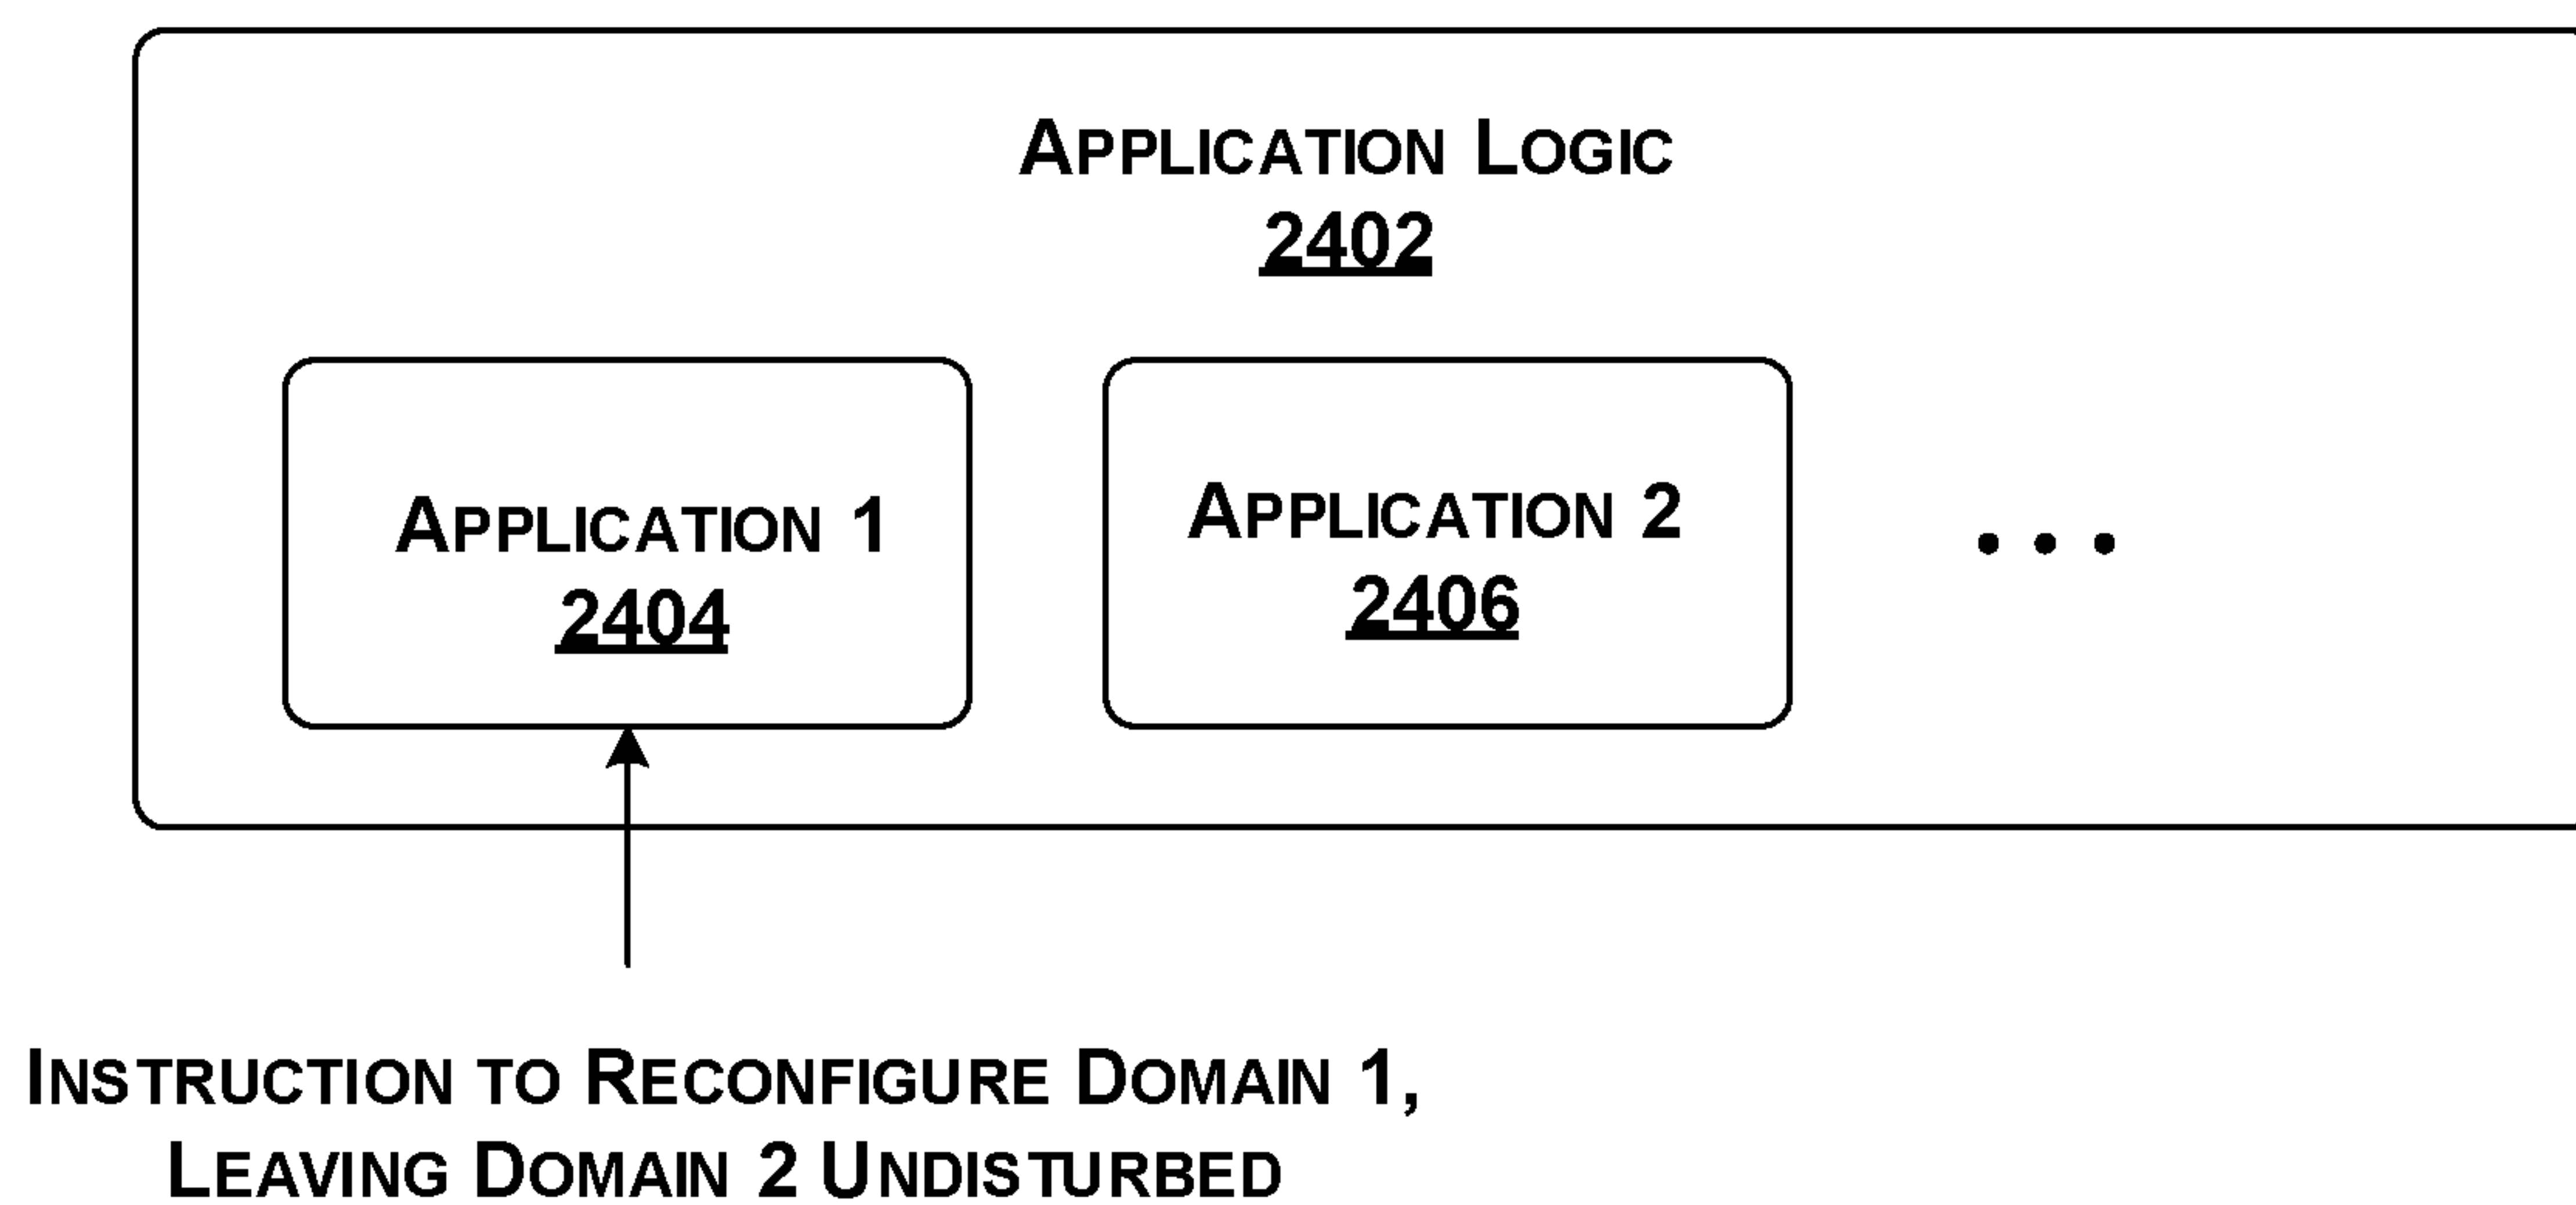 APPLICATION LOGIC
2402
APPLICATION 1
2404
APPLICATION 2
2406
• • •
INSTRUCTION TO RECONFIGURE DOMAIN 1,
LEAVING DOMAIN 2 UNDISTURBED